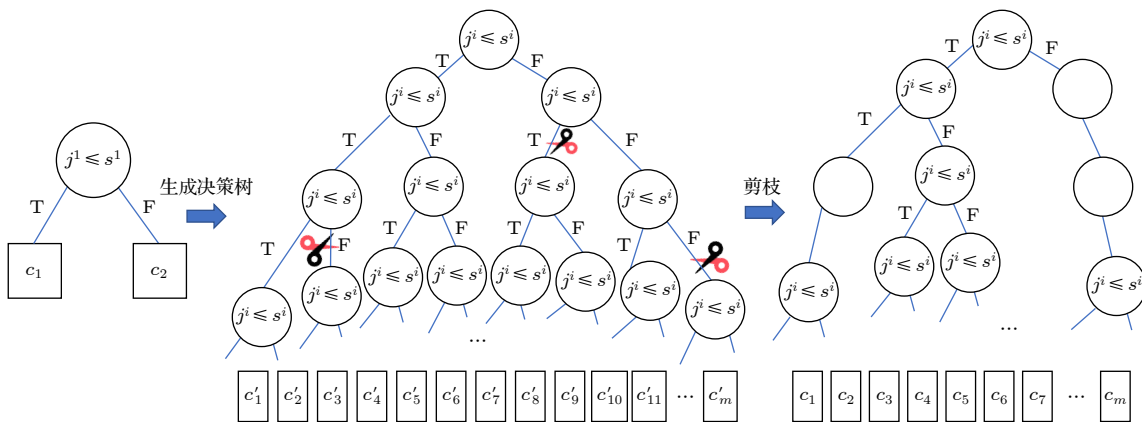 j¹ ≤ s¹
T
F
c₁
c₂
生成决策树
jⁱ ≤ sⁱ
T
F
jⁱ ≤ sⁱ
jⁱ ≤ sⁱ
T
F
T
F
jⁱ ≤ sⁱ
jⁱ ≤ sⁱ
jⁱ ≤ sⁱ
jⁱ ≤ sⁱ
T
F
T
F
T
F
T
F
jⁱ ≤ sⁱ
jⁱ ≤ sⁱ
jⁱ ≤ sⁱ
jⁱ ≤ sⁱ
jⁱ ≤ sⁱ
jⁱ ≤ sⁱ
jⁱ ≤ sⁱ
jⁱ ≤ sⁱ
...
c′₁ c′₂ c′₃ c′₄ c′₅ c′₆ c′₇ c′₈ c′₉ c′₁₀ c′₁₁ ... c′ₘ
剪枝
jⁱ ≤ sⁱ
T
F
jⁱ ≤ sⁱ
T
F
jⁱ ≤ sⁱ
T
F
jⁱ ≤ sⁱ
jⁱ ≤ sⁱ
jⁱ ≤ sⁱ
jⁱ ≤ sⁱ
...
c₁ c₂ c₃ c₄ c₅ c₆ c₇ ... cₘ